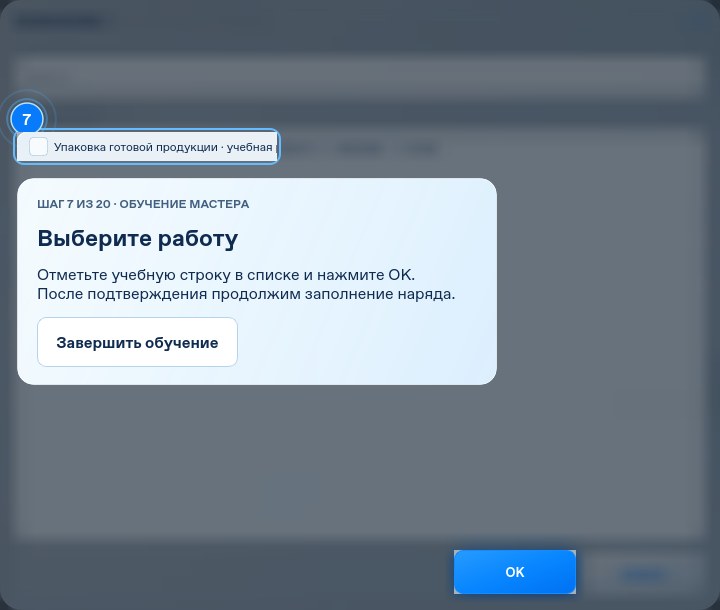 7
Упаковка готовой продукции · учебная
ШАГ 7 ИЗ 20 · ОБУЧЕНИЕ МАСТЕРА
Выберите работу
Отметьте учебную строку в списке и нажмите OK.
После подтверждения продолжим заполнение наряда.
Завершить обучение
OK